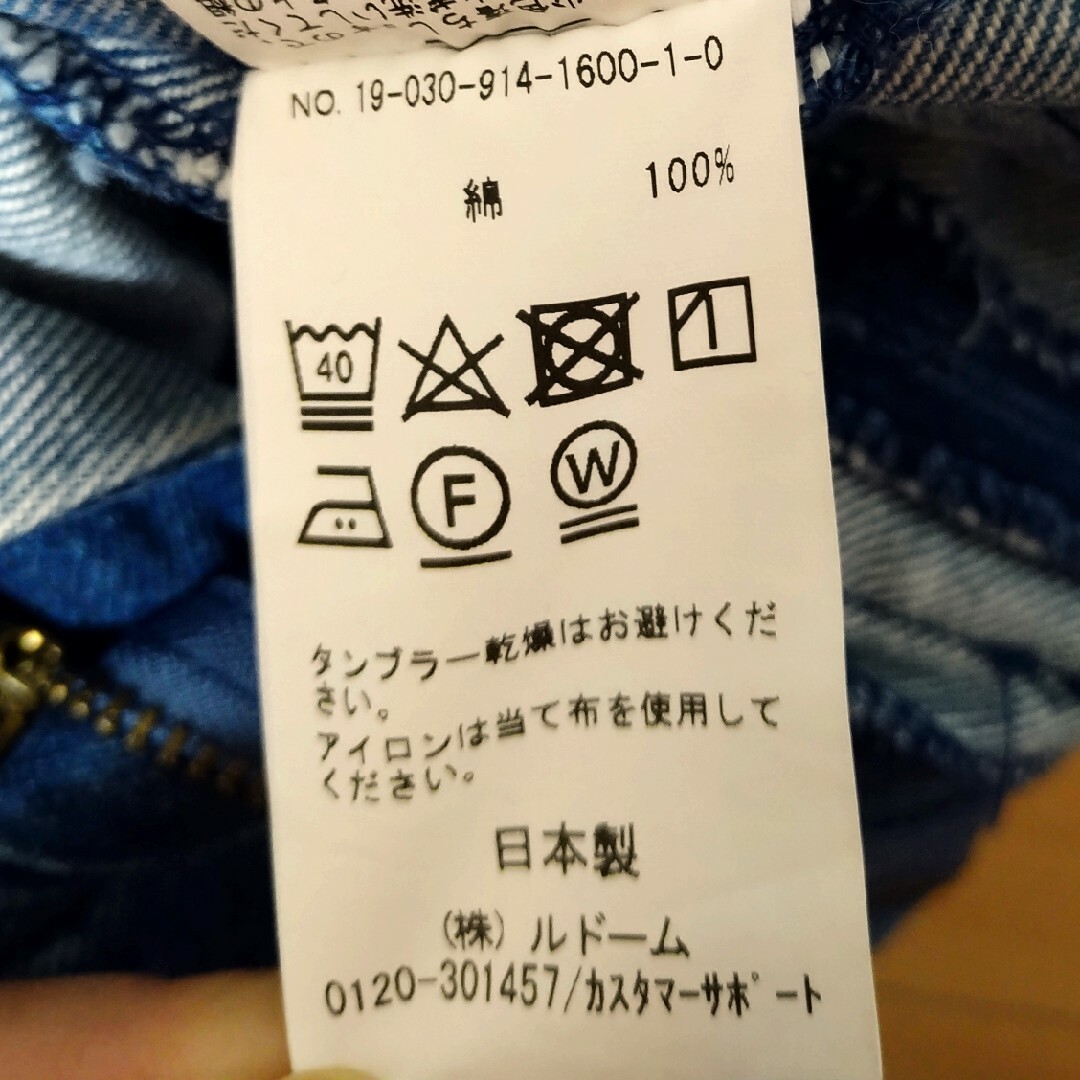 NO. 19-030-914-1600-1-0
綿 100%
40
F W
タンブラー乾燥はお避けくだ
さい。
アイロンは当て布を使用して
ください。
日本製
(株) ルドーム
0120-301457/カスタマーサポート